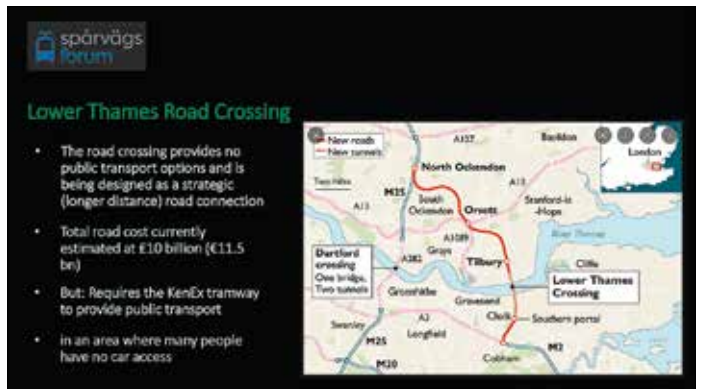 spårvägs
forum
Lower Thames Road Crossing
• The road crossing provides no
public transport options and is
being designed as a strategic
(longer distance) road connection
• Total road cost currently
estimated at £10 billion (€11.5
bn)
• But: Requires the KenEx tramway
to provide public transport
• in an area where many people
have no car access
New roads
New tunnels
Two miles
A127
Basildon
London
North Ockendon
M25
A13
South
Ockendon
Orsett
A13
Stanford-le
-Hope
A1089
Grays
River Thames
Dartford
crossing
One bridge,
Two tunnels
A282
Tilbury
Cliffe
Lower Thames
Crossing
Gravesend
Swanley
A2
Longfield
Chalk
Southern portal
M25
M20
Cobham
M2